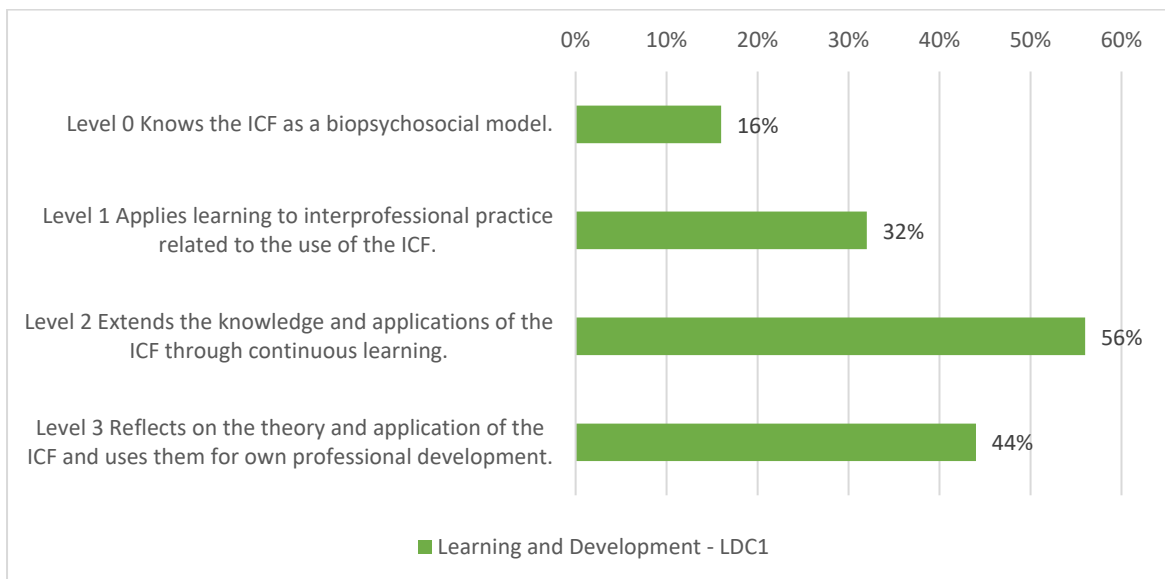 0% 10% 20% 30% 40% 50% 60%
Level 0 Knows the ICF as a biopsychosocial model.
16%
Level 1 Applies learning to interprofessional practice
related to the use of the ICF.
32%
Level 2 Extends the knowledge and applications of the
ICF through continuous learning.
56%
Level 3 Reflects on the theory and application of the
ICF and uses them for own professional development.
44%
Learning and Development - LDC1